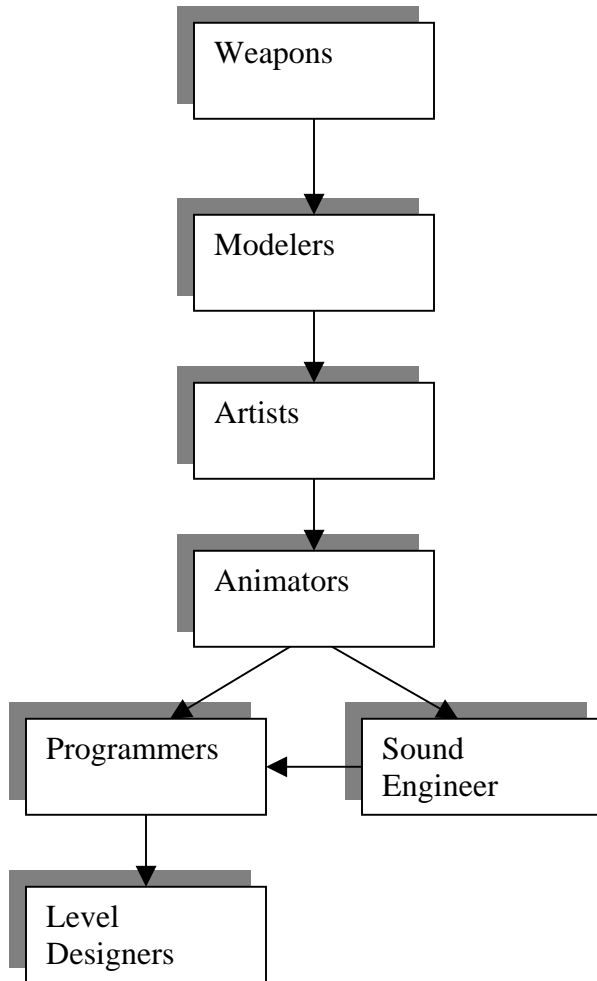 Weapons
Modelers
Artists
Animators
Programmers
Sound
Engineer
Level
Designers